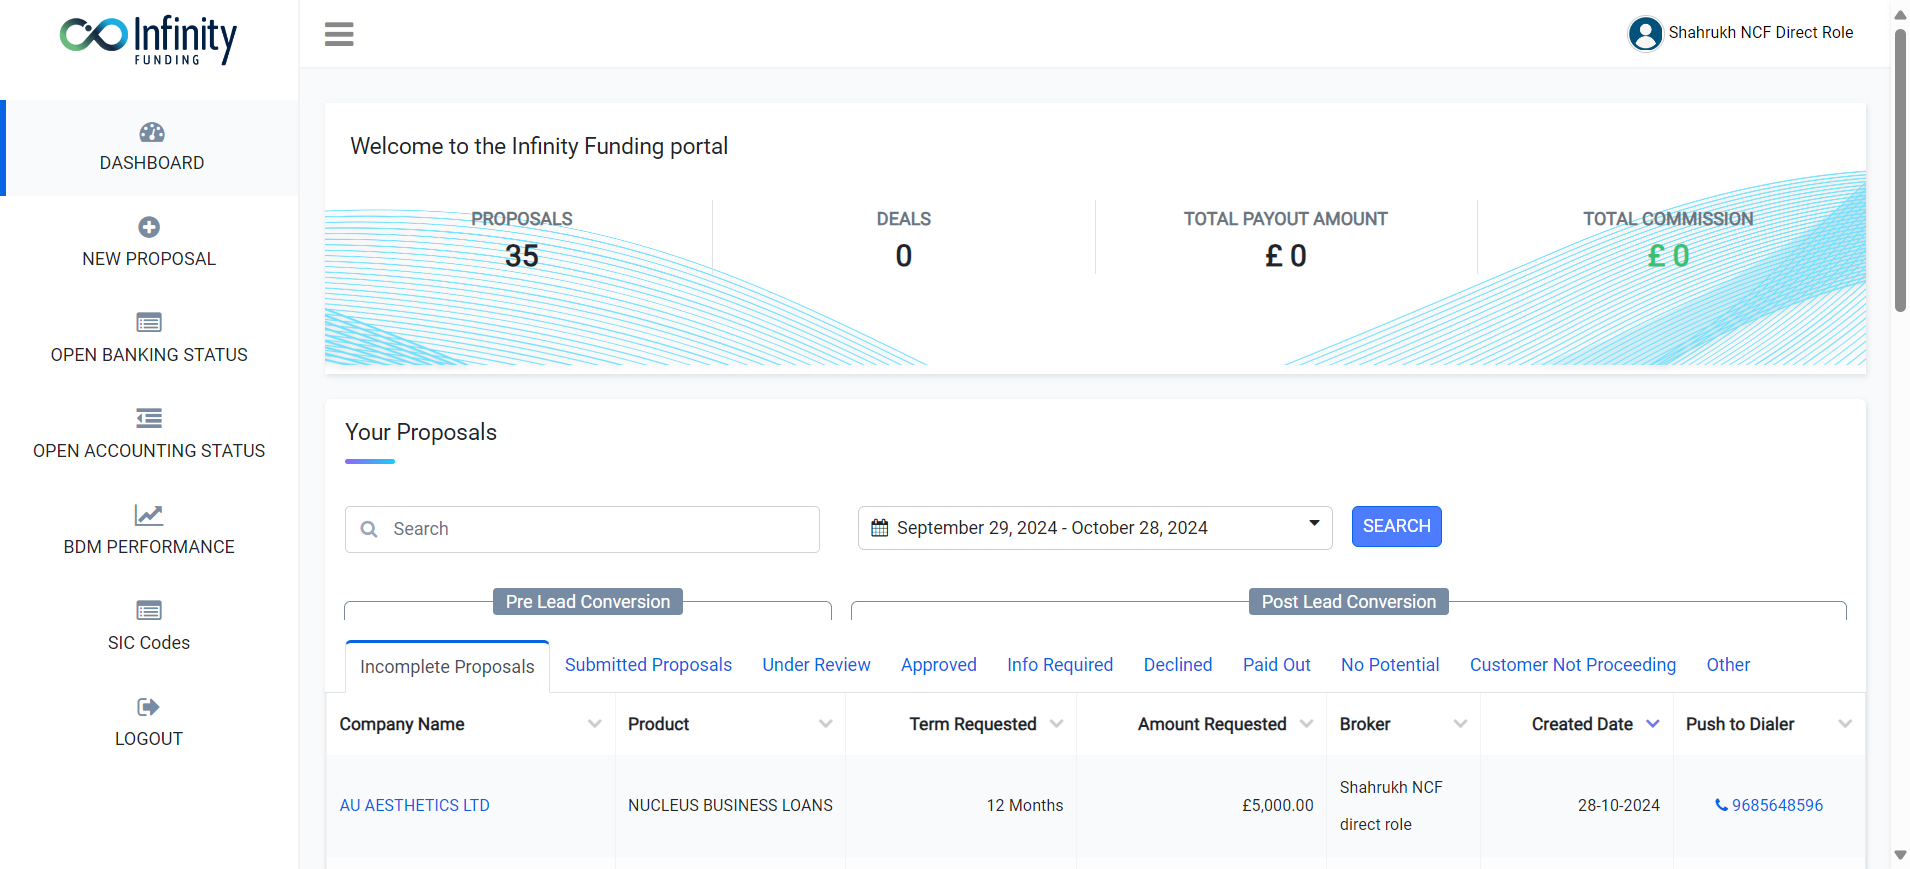 Infinity
FUNDING
Shahrukh NCF Direct Role
DASHBOARD
NEW PROPOSAL
OPEN BANKING STATUS
OPEN ACCOUNTING STATUS
BDM PERFORMANCE
SIC Codes
LOGOUT
Welcome to the Infinity Funding portal
PROPOSALS DEALS TOTAL PAYOUT AMOUNT TOTAL COMMISSION
35 0 £ 0 £ 0
Your Proposals
Search September 29, 2024 - October 28, 2024 SEARCH
Pre Lead Conversion Post Lead Conversion
Incomplete Proposals Submitted Proposals Under Review Approved Info Required Declined Paid Out No Potential Customer Not Proceeding Other
Company Name Product Term Requested Amount Requested Broker Created Date Push to Dialer
AU AESTHETICS LTD NUCLEUS BUSINESS LOANS 12 Months £5,000.00 Shahrukh NCF 28-10-2024 9685648596
direct role